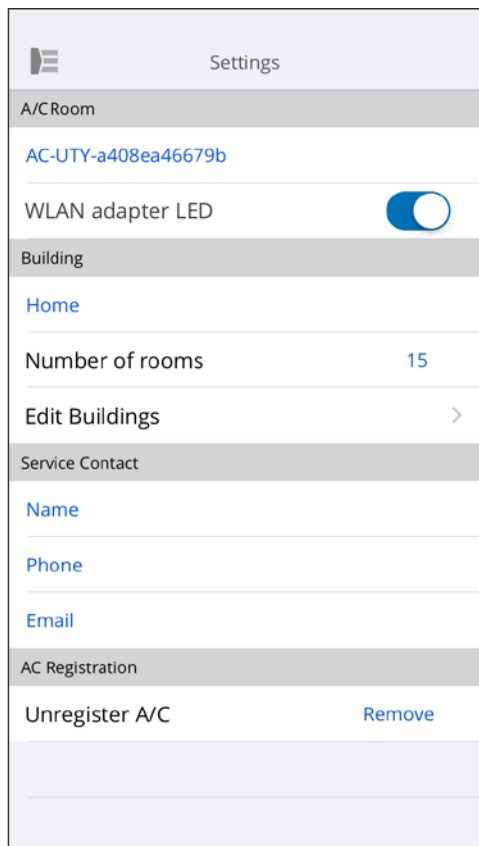 Settings
A/C Room
AC-UTY-a408ea46679b
WLAN adapter LED
Building
Home
Number of rooms 15
Edit Buildings
Service Contact
Name
Phone
Email
AC Registration
Unregister A/C Remove